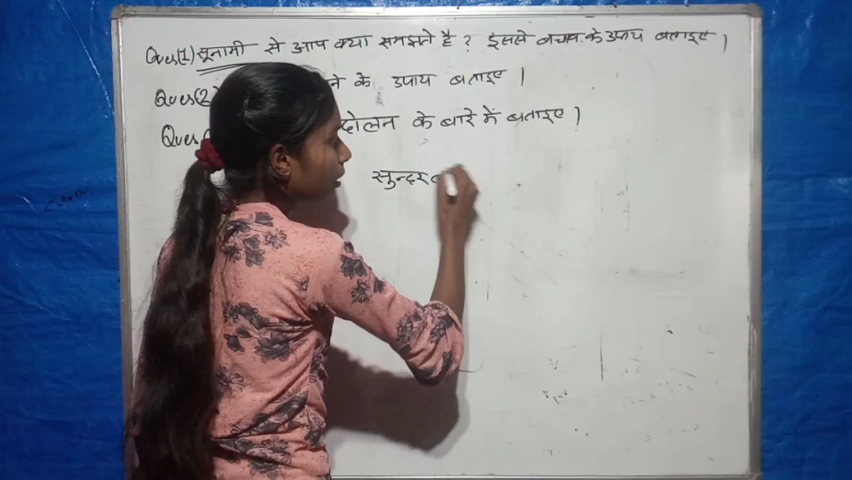 Ques(1) सूनामी से आप क्या समझते है ? इससे बचाव के उपाय बताइए ।
Ques(2) ने के उपाय बताइए ।
Ques( दोलन के बारे में बताइए ।
सुन्दर